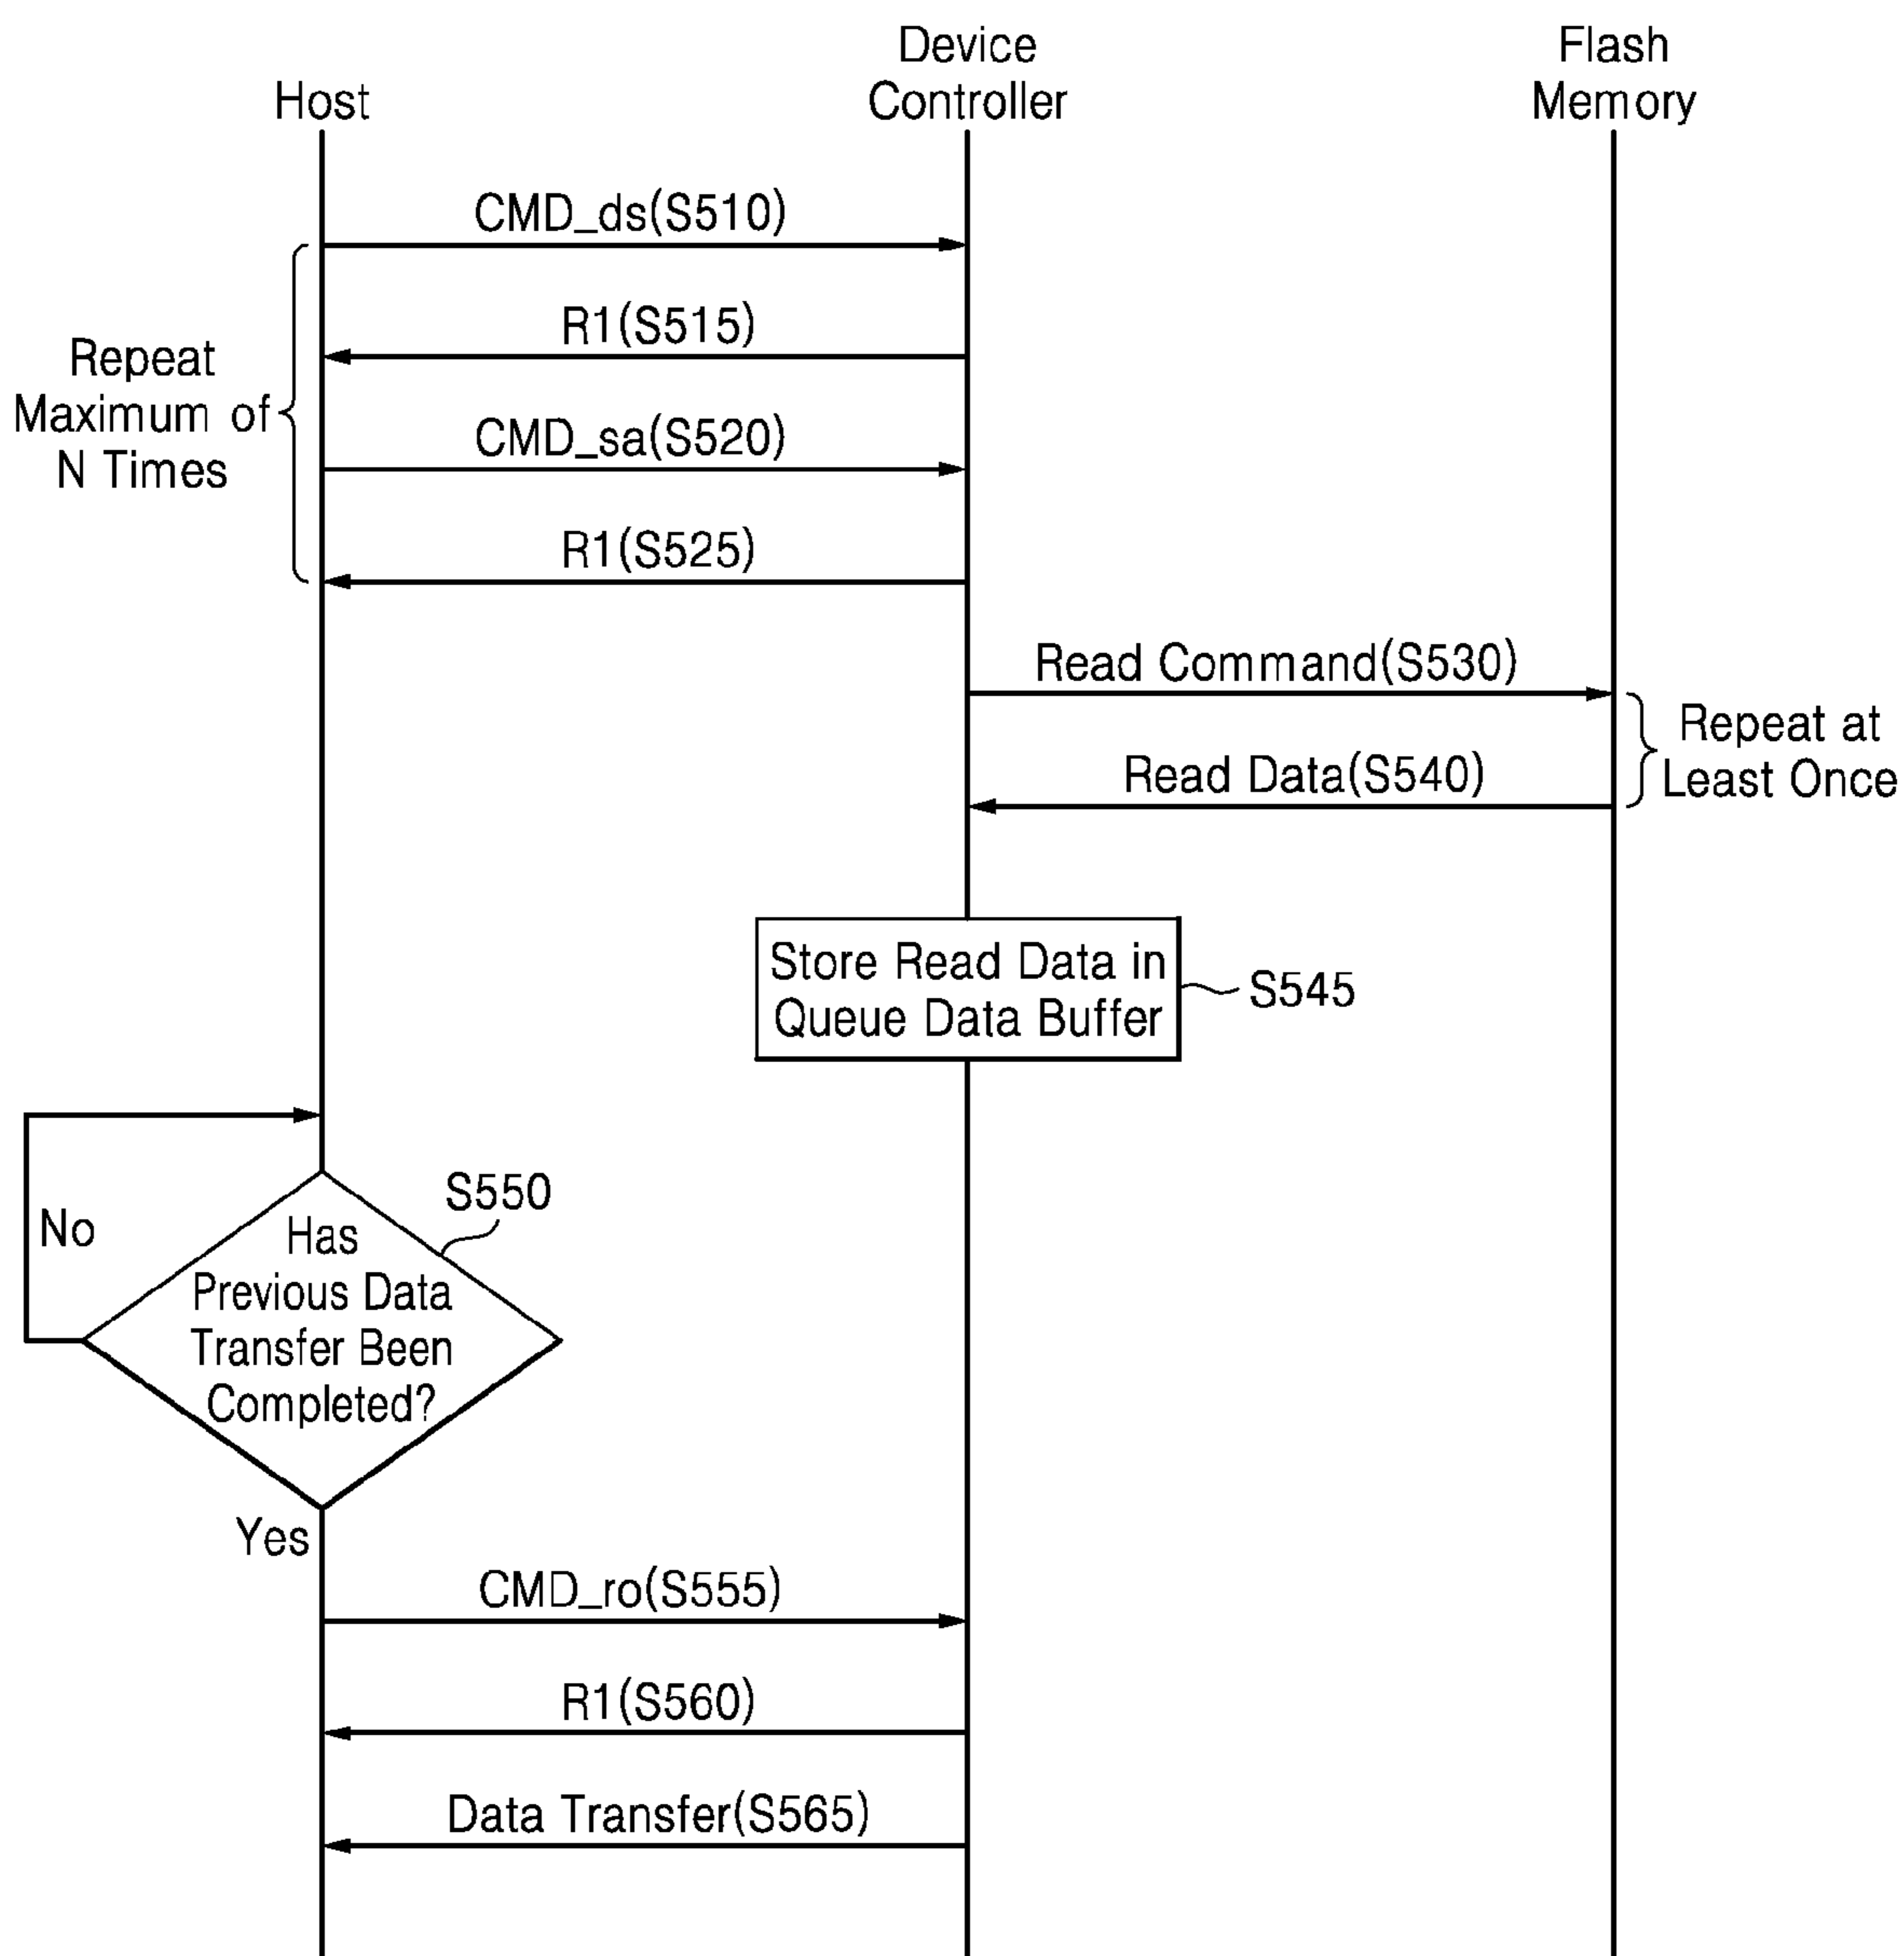 Host
Device
Controller
Flash
Memory
CMD_ds(S510)
R1(S515)
Repeat
Maximum of
N Times
CMD_sa(S520)
R1(S525)
Read Command(S530)
Repeat at
Least Once
Read Data(S540)
Store Read Data in
Queue Data Buffer
S545
S550
No
Has
Previous Data
Transfer Been
Completed?
Yes
CMD_ro(S555)
R1(S560)
Data Transfer(S565)